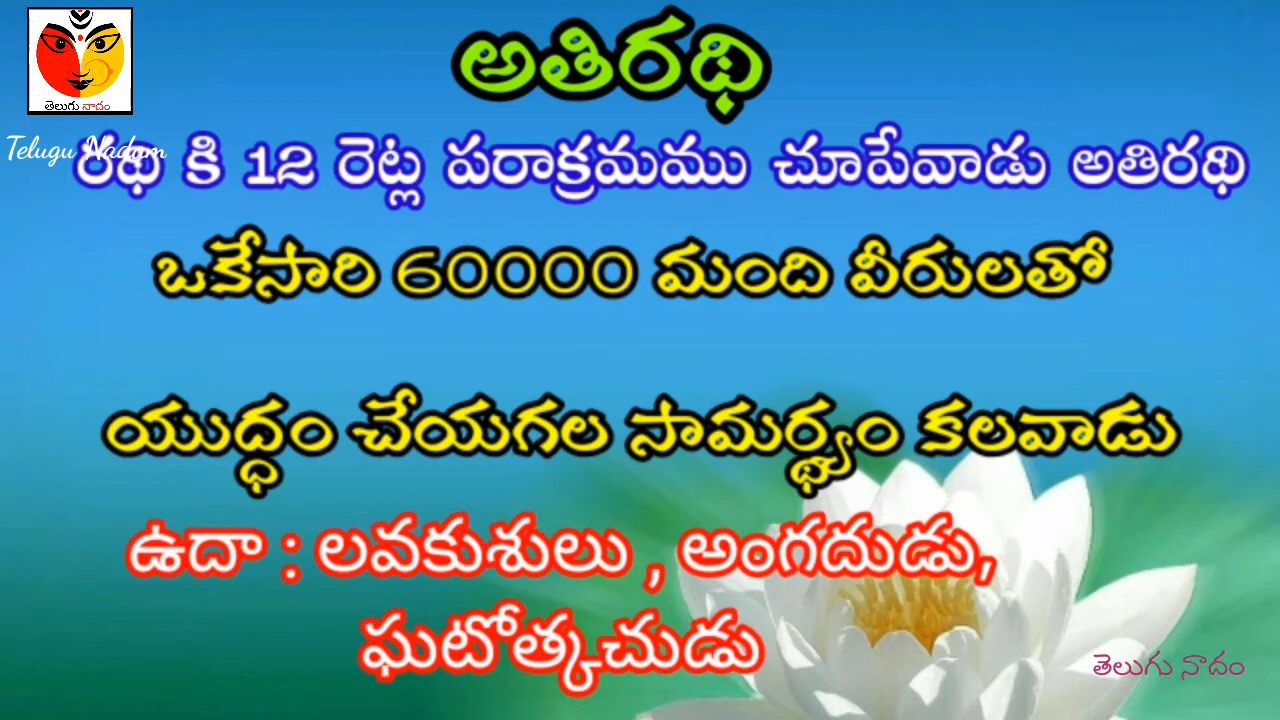 అతిరథి
తెలుగు నాదం
Telugu Nadam
రథి కి 12 రెట్ల పరాక్రమము చూపేవాడు అతిరథి
ఒకేసారి 60000 మంది వీరులతో
యుద్ధం చేయగల సామర్థ్యం కలవాడు
ఉదా : లవకుశులు , అంగదుడు,
ఘటోత్కచుడు
తెలుగు నాదం